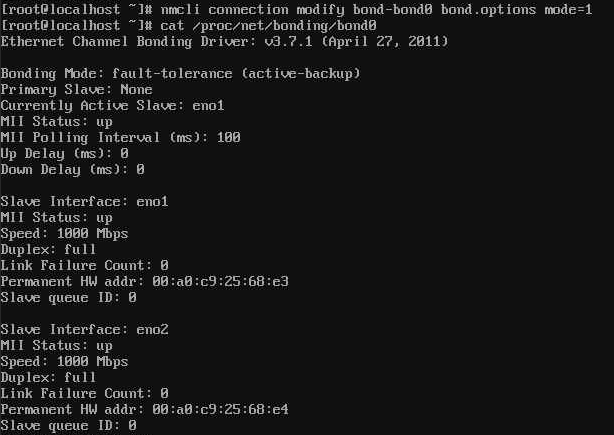 [root@localhost ~]# nmcli connection modify bond-bond0 bond.options mode=1
[root@localhost ~]# cat /proc/net/bonding/bond0
Ethernet Channel Bonding Driver: v3.7.1 (April 27, 2011)
Bonding Mode: fault-tolerance (active-backup)
Primary Slave: None
Currently Active Slave: eno1
MII Status: up
MII Polling Interval (ms): 100
Up Delay (ms): 0
Down Delay (ms): 0
Slave Interface: eno1
MII Status: up
Speed: 1000 Mbps
Duplex: full
Link Failure Count: 0
Permanent HW addr: 00:a0:c9:25:68:e3
Slave queue ID: 0
Slave Interface: eno2
MII Status: up
Speed: 1000 Mbps
Duplex: full
Link Failure Count: 0
Permanent HW addr: 00:a0:c9:25:68:e4
Slave queue ID: 0